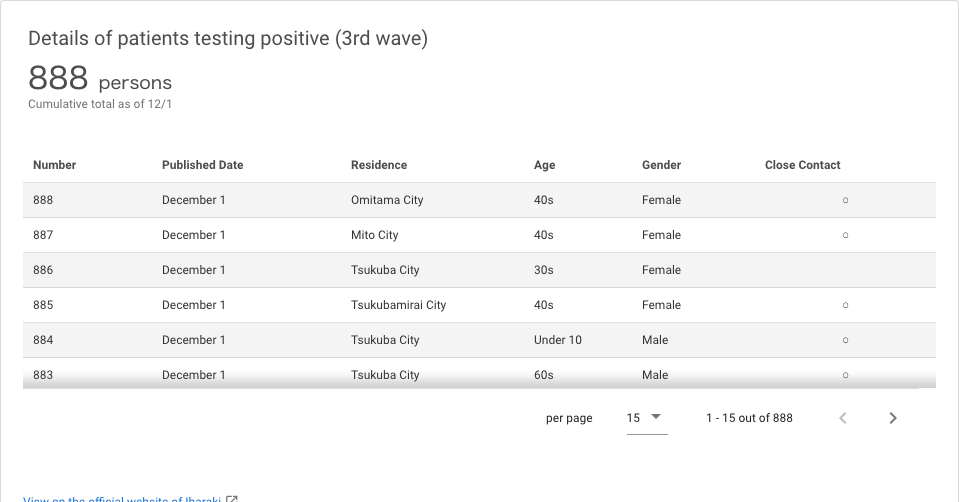 Details of patients testing positive (3rd wave)
888 persons
Cumulative total as of 12/1
Number Published Date Residence Age Gender Close Contact
888 December 1 Omitama City 40s Female ○
887 December 1 Mito City 40s Female ○
886 December 1 Tsukuba City 30s Female
885 December 1 Tsukubamirai City 40s Female ○
884 December 1 Tsukuba City Under 10 Male ○
883 December 1 Tsukuba City 60s Male ○
per page 15 1 - 15 out of 888
View on the official website of Ibaraki